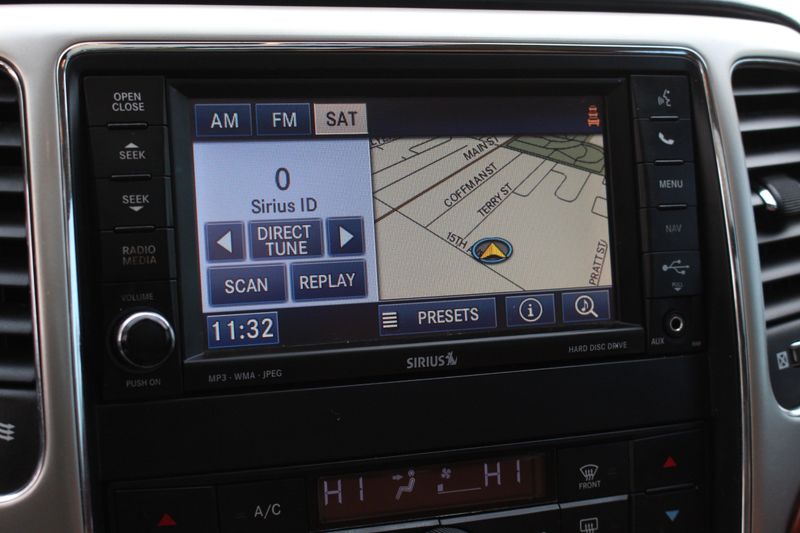 OPEN
CLOSE
SEEK
SEEK
RADIO
MEDIA
VOLUME
PUSH ON
AM FM SAT
0
Sirius ID
DIRECT
TUNE
SCAN REPLAY
11:32
MAIN ST
COFFMAN ST
TERRY ST
15TH
PRATT ST
PRESETS
i
MENU
NAV
PULL
AUX
MP3 - WMA - JPEG
SIRIUS
HARD DISC DRIVE
HI HI
A/C
FRONT